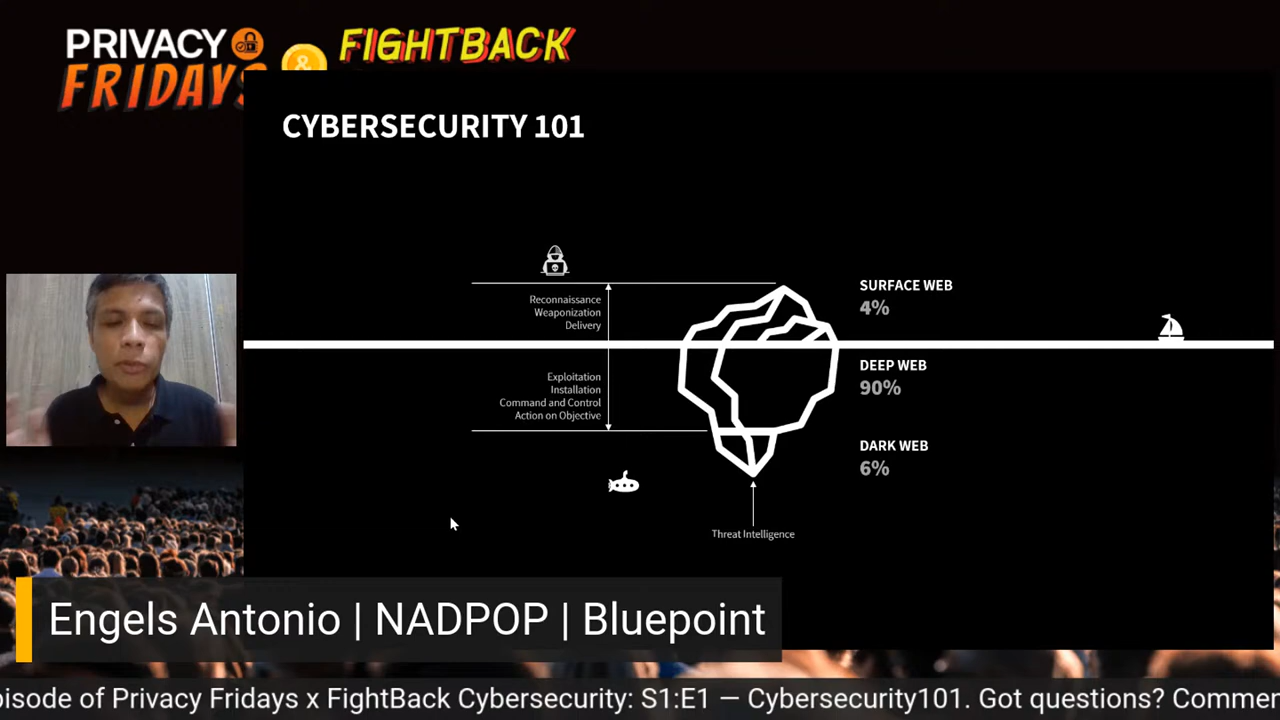 PRIVACY
FRIDAYS
&
FIGHTBACK
CYBERSECURITY 101
Reconnaissance
Weaponization
Delivery
Exploitation
Installation
Command and Control
Action on Objective
SURFACE WEB
4%
DEEP WEB
90%
DARK WEB
6%
Threat Intelligence
Engels Antonio | NADPOP | Bluepoint
of Privacy Fridays x FightBack Cybersecurity: S1:E1 — Cybersecurity101. Got questions?